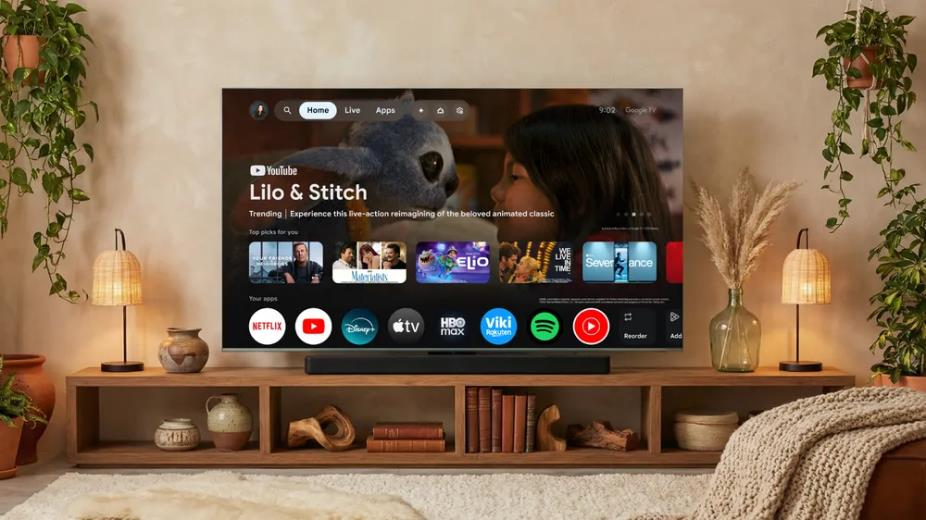 Home Live Apps
9:02 Google TV
YouTube
Lilo & Stitch
Trending | Experience this live-action reimagining of the beloved animated classic
Top picks for you
YOUR FRIENDS
NEIGHBORS
Materialists
ELIO
WE
LIVE
IN
TIME
Severance
Your apps
NETFLIX
Disney+
tv
HBO
max
Viki
Rakuten
Reorder
Add